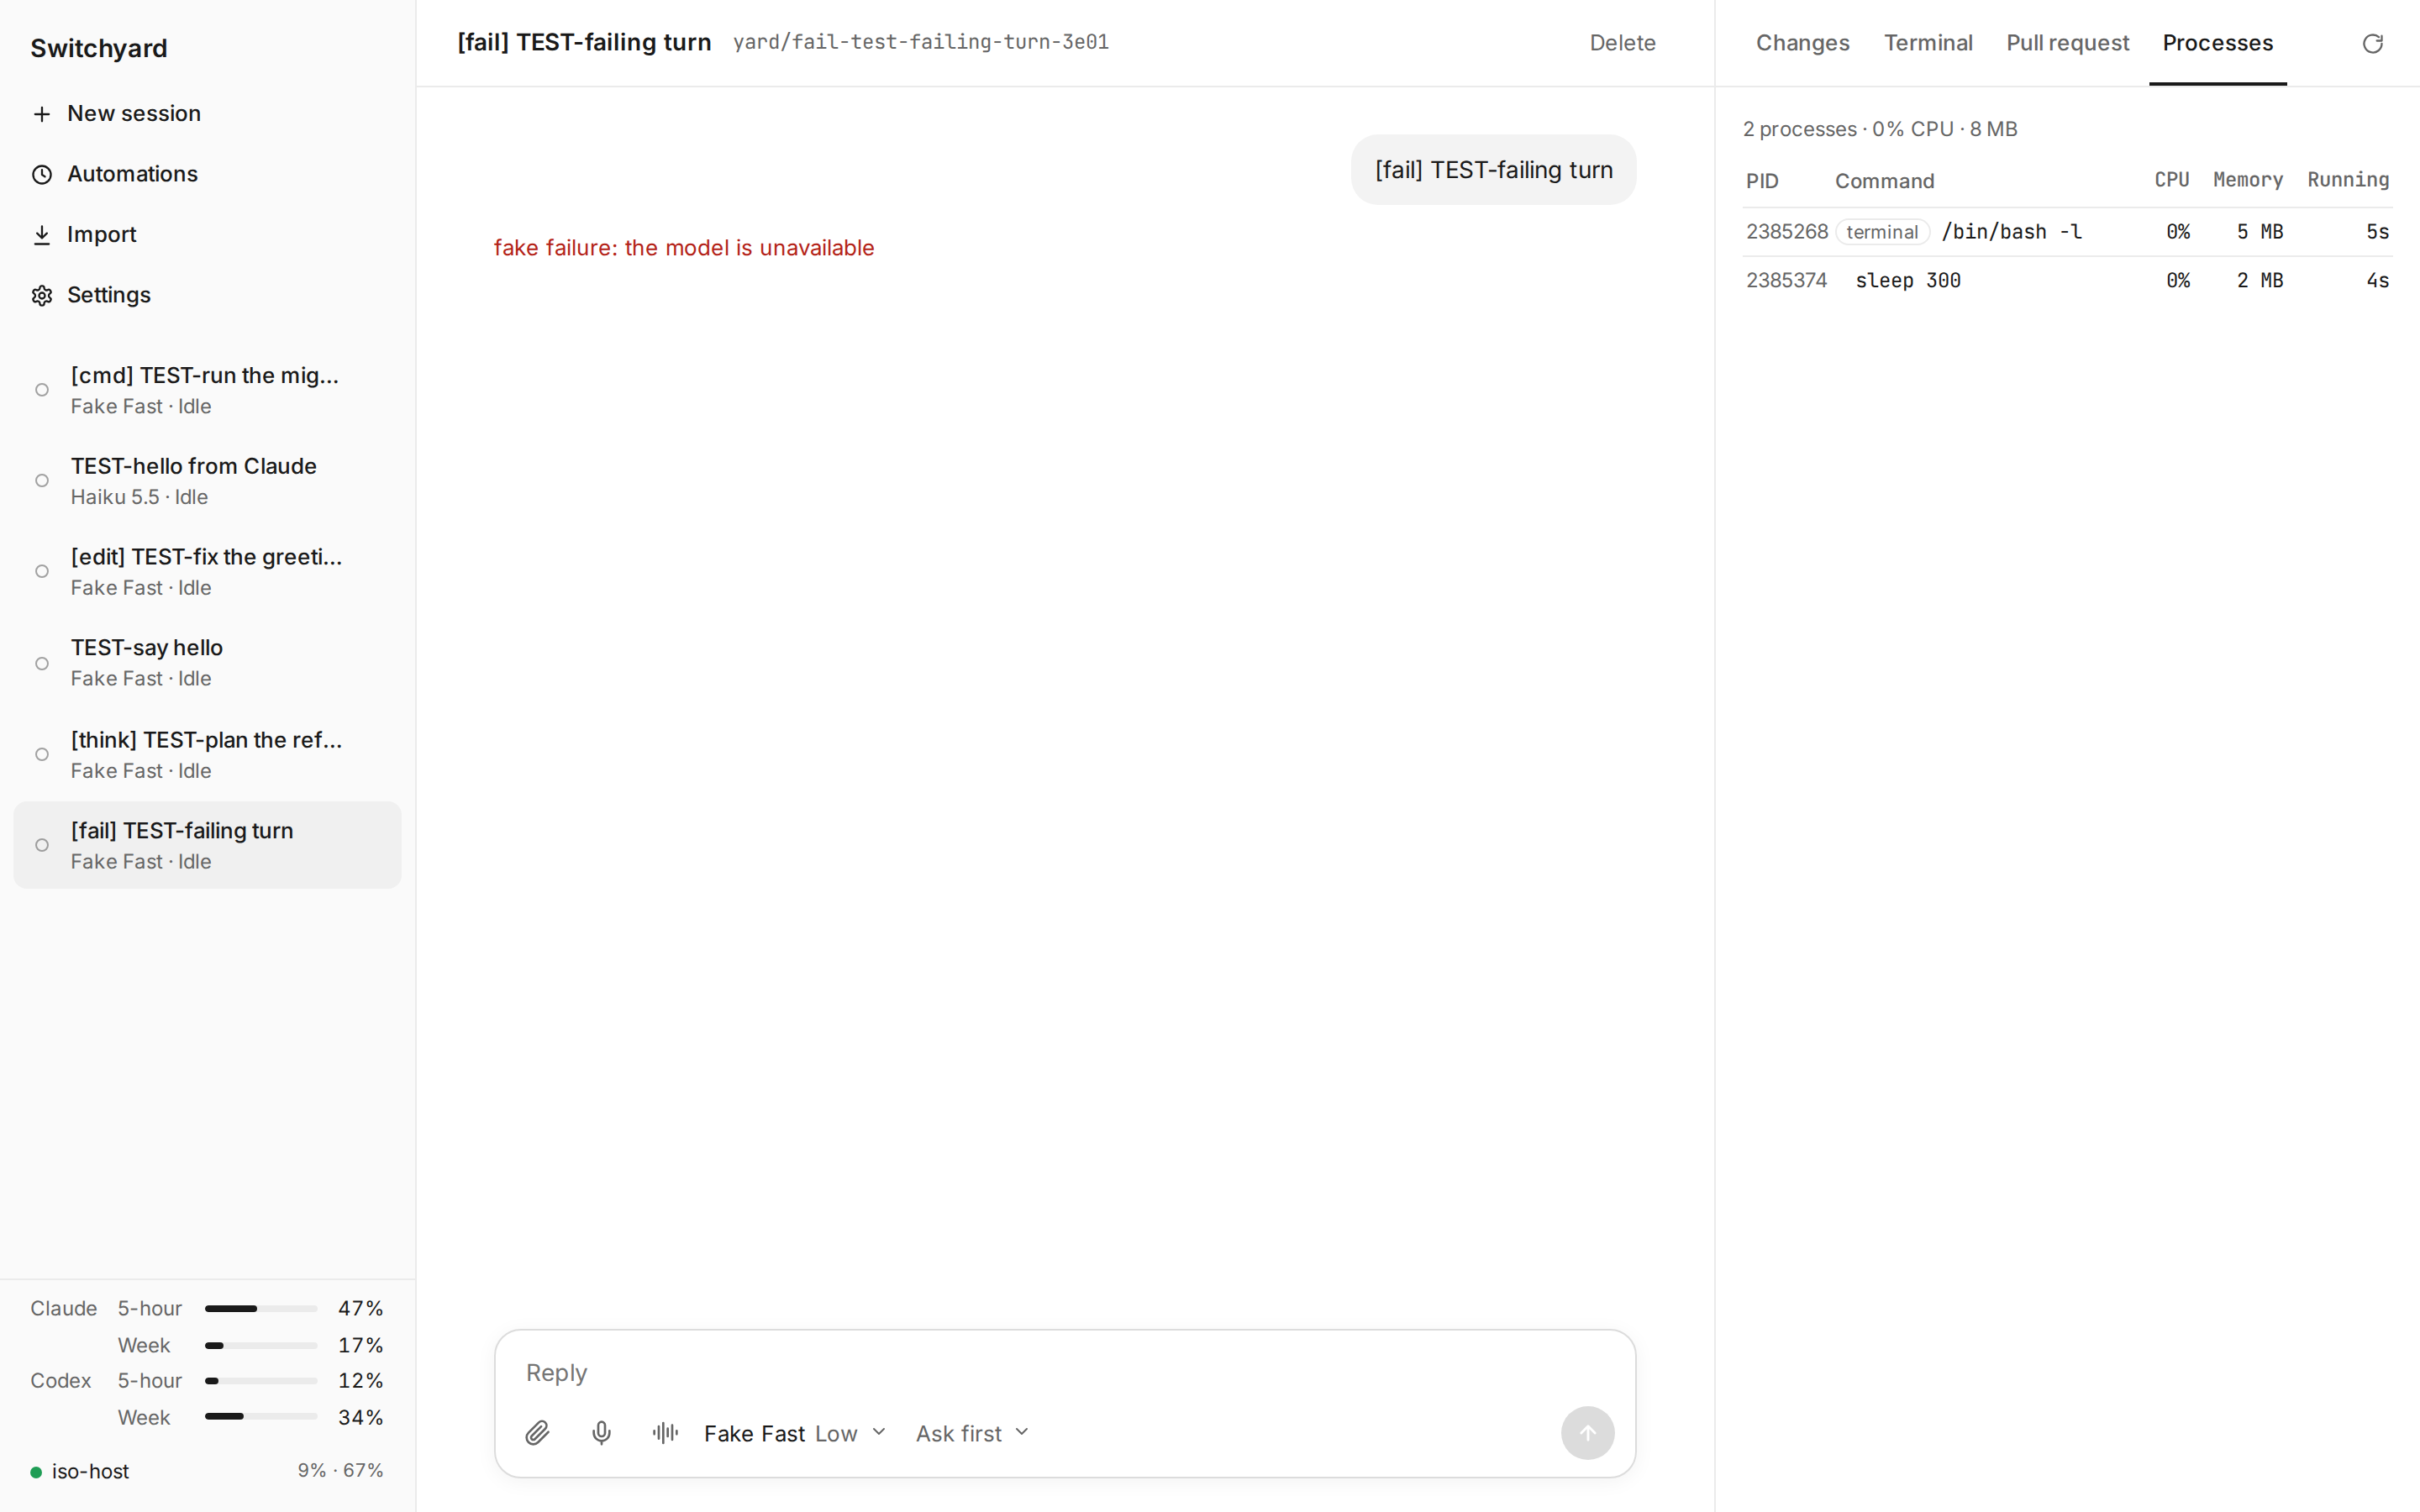 Switchyard
New session
Automations
Import
Settings
[cmd] TEST-run the mig...
Fake Fast · Idle
TEST-hello from Claude
Haiku 5.5 · Idle
[edit] TEST-fix the greeti...
Fake Fast · Idle
TEST-say hello
Fake Fast · Idle
[think] TEST-plan the ref...
Fake Fast · Idle
[fail] TEST-failing turn
Fake Fast · Idle
Claude 5-hour 47%
Week 17%
Codex 5-hour 12%
Week 34%
iso-host 9% · 67%
[fail] TEST-failing turn yard/fail-test-failing-turn-3e01 Delete
[fail] TEST-failing turn
fake failure: the model is unavailable
Reply
Fake Fast Low Ask first
Changes Terminal Pull request Processes
2 processes · 0% CPU · 8 MB
PID Command CPU Memory Running
2385268 terminal /bin/bash -l 0% 5 MB 5s
2385374 sleep 300 0% 2 MB 4s